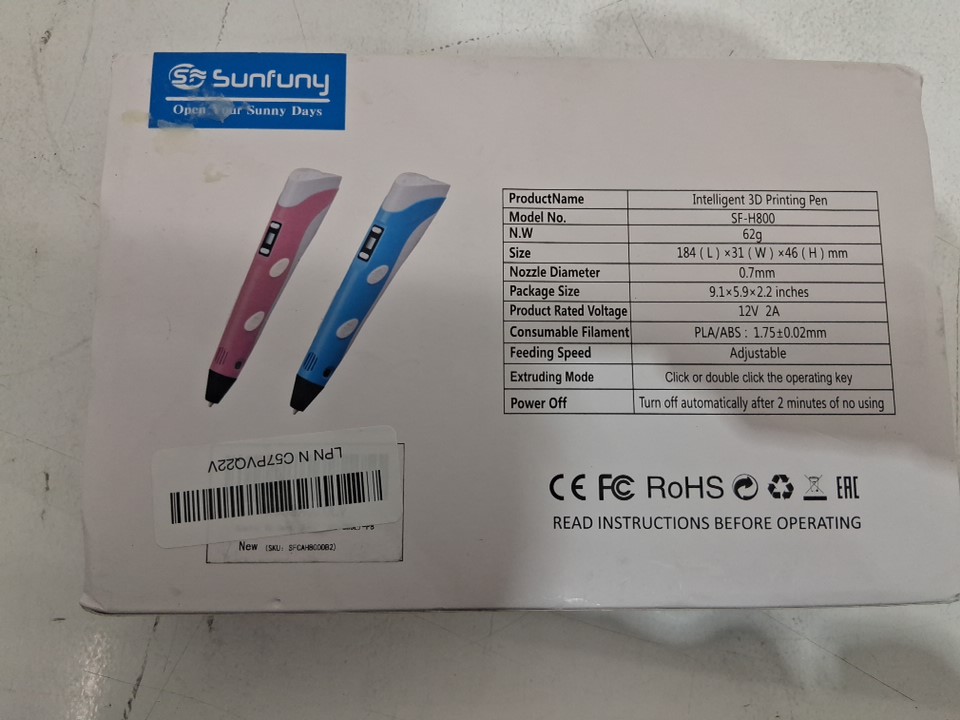 SF Sunfuny
Open Your Sunny Days
ProductName Intelligent 3D Printing Pen
Model No. SF-H800
N.W 62g
Size 184 ( L ) ×31 ( W ) ×46 ( H ) mm
Nozzle Diameter 0.7mm
Package Size 9.1×5.9×2.2 inches
Product Rated Voltage 12V 2A
Consumable Filament PLA/ABS : 1.75±0.02mm
Feeding Speed Adjustable
Extruding Mode Click or double click the operating key
Power Off Turn off automatically after 2 minutes of no using
LPN N C57PVQ22V
New (SKU: SFCAH800DB2)
CE FC RoHS EAC
READ INSTRUCTIONS BEFORE OPERATING